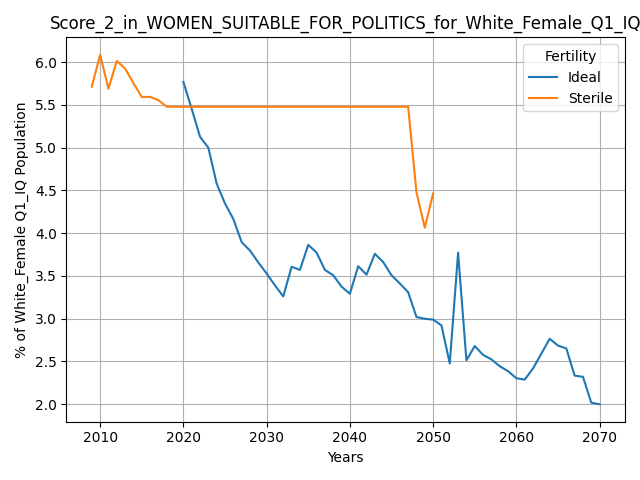 Score_2_in_WOMEN_SUITABLE_FOR_POLITICS_for_White_Female_Q1_IQ
Fertility
Ideal
Sterile
% of White_Female Q1_IQ Population
6.0
5.5
5.0
4.5
4.0
3.5
3.0
2.5
2.0
2010 2020 2030 2040 2050 2060 2070
Years